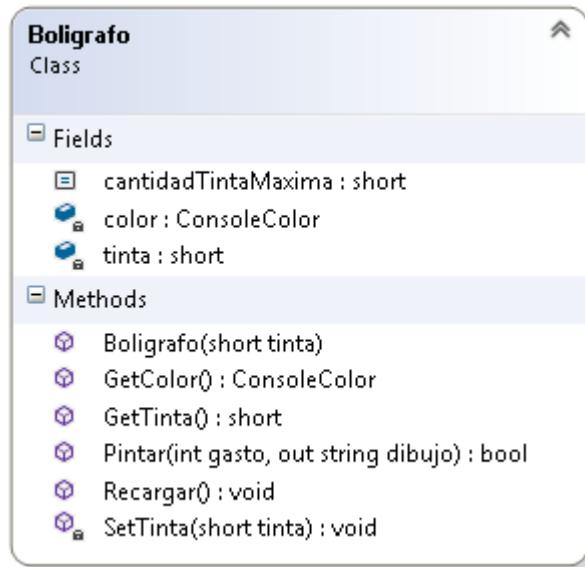 Boligrafo
Class
Fields
cantidadTintaMaxima : short
color : ConsoleColor
tinta : short
Methods
Boligrafo(short tinta)
GetColor() : ConsoleColor
GetTinta() : short
Pintar(int gasto, out string dibujo) : bool
Recargar() : void
SetTinta(short tinta) : void